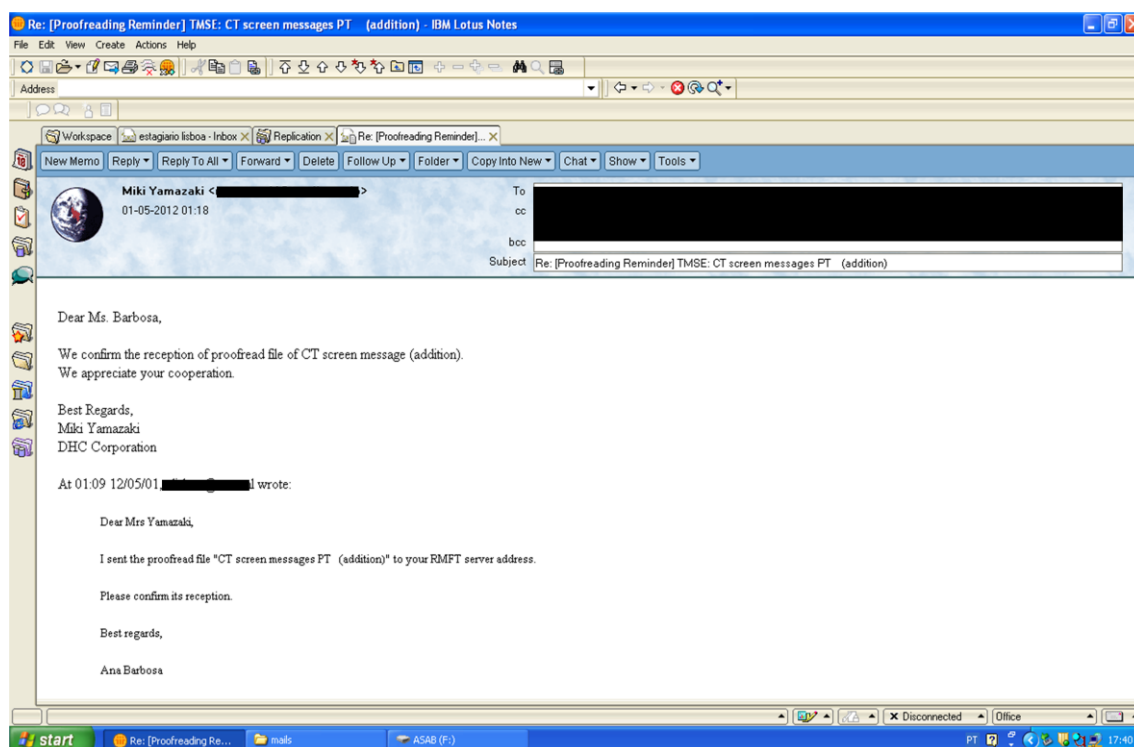 Re: [Proofreading Reminder] TMSE: CT screen messages PT (addition) - IBM Lotus Notes
File Edit View Create Actions Help
Address
Workspace estagiario lisboa - Inbox Replication Re: [Proofreading Reminder]...
New Memo Reply Reply To All Forward Delete Follow Up Folder Copy Into New Chat Show Tools
Miki Yamazaki < > To
01-05-2012 01:18 cc
bcc
Subject Re: [Proofreading Reminder] TMSE: CT screen messages PT (addition)
Dear Ms. Barbosa,
We confirm the reception of proofread file of CT screen message (addition).
We appreciate your cooperation.
Best Regards,
Miki Yamazaki
DHC Corporation
At 01:09 12/05/01, wrote:
Dear Mrs Yamazaki,
I sent the proofread file "CT screen messages PT (addition)" to your RMFT server address.
Please confirm its reception.
Best regards,
Ana Barbosa
Disconnected Office
start Re: [Proofreading Re... mails ASAB (F:) PT 17:40